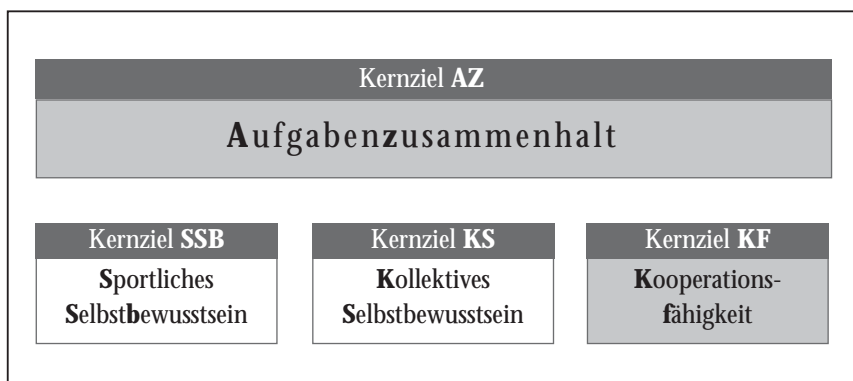 Kernziel AZ
Aufgabenzusammenhalt
Kernziel SSB
Sportliches
Selbstbewusstsein
Kernziel KS
Kollektives
Selbstbewusstsein
Kernziel KF
Kooperations-
fähigkeit